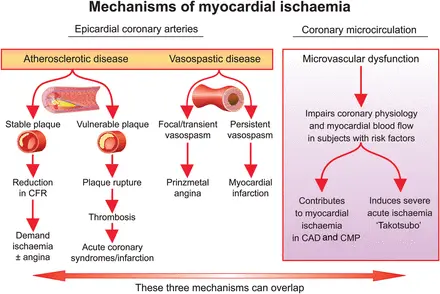 Mechanisms of myocardial ischaemia
Epicardial coronary arteries
Coronary microcirculation
Atherosclerotic disease
Vasospastic disease
Microvascular dysfunction
Stable plaque
Vulnerable plaque
Focal/transient
vasospasm
Persistent
vasospasm
Impairs coronary physiology
and myocardial blood flow
in subjects with risk factors
Reduction
in CFR
Plaque rupture
Prinzmetal
angina
Myocardial
infarction
Thrombosis
Contributes
to myocardial
ischaemia
in CAD and CMP
Induces severe
acute ischaemia
'Takotsubo'
Demand
ischaemia
± angina
Acute coronary
syndromes/infarction
These three mechanisms can overlap